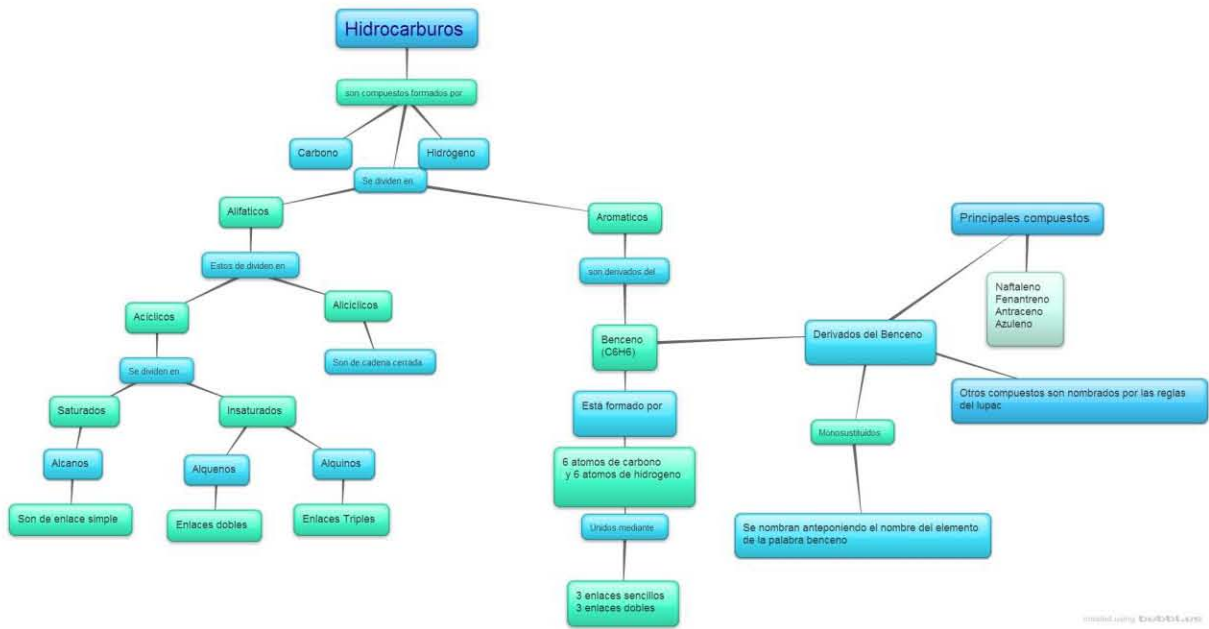 Hidrocarburos
son compuestos formados por
Carbono
Hidrógeno
Se dividen en...
Alifaticos
Aromaticos
Principales compuestos
Estos de dividen en...
son derivados del...
Naftaleno
Fenantreno
Antraceno
Azuleno
Acíclicos
Alicíclicos
Benceno
(C6H6)
Derivados del Benceno
Son de cadena cerrada
Se dividen en...
Está formado por
Otros compuestos son nombrados por las reglas
del Iupac
Saturados
Insaturados
Monosustituídos
Alcanos
Alquenos
Alquinos
6 atomos de carbono
y 6 atomos de hidrogeno
Son de enlace simple
Enlaces dobles
Enlaces Triples
Unidos mediante
Se nombran anteponiendo el nombre del elemento
de la palabra benceno
3 enlaces sencillos
3 enlaces dobles
created using bubbl.us